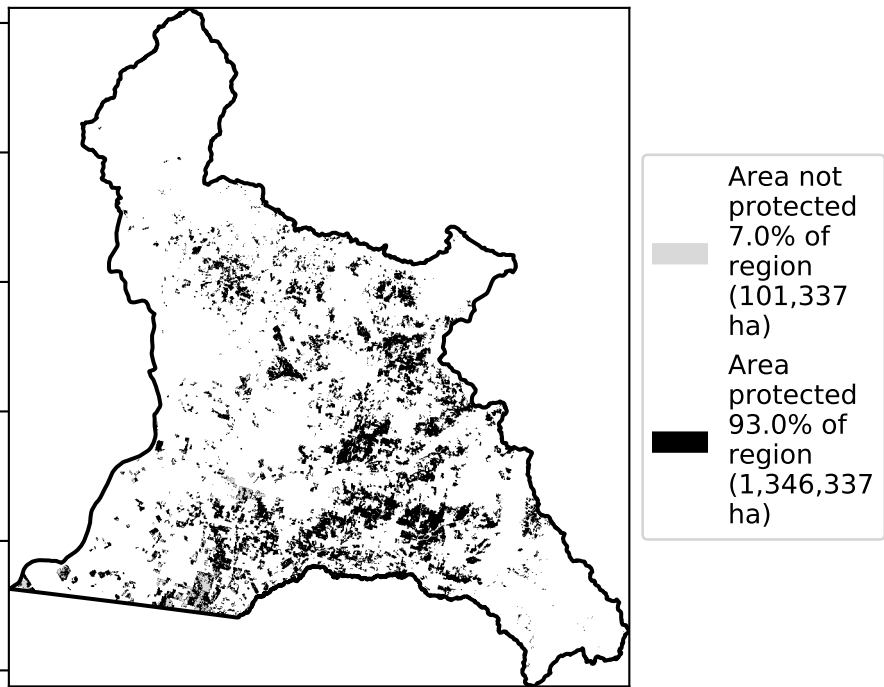 Area not
protected
7.0% of
region
(101,337
ha)
Area
protected
93.0% of
region
(1,346,337
ha)